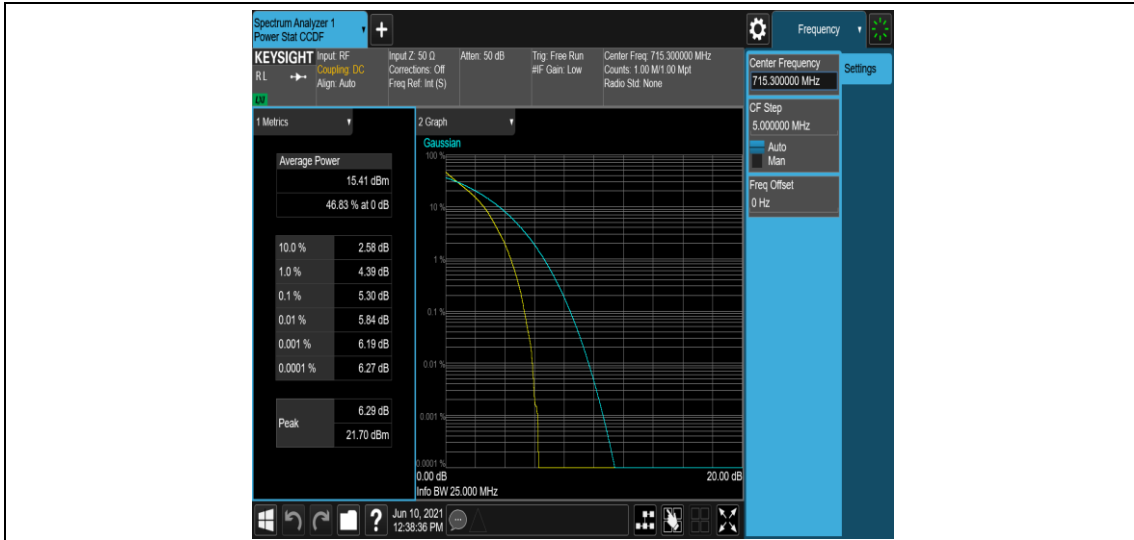 Spectrum Analyzer 1
Power Stat CCDF
+
Frequency
KEYSIGHT
RL
LXI
Input: RF
Coupling: DC
Align: Auto
Input Z: 50 Ω
Corrections: Off
Freq Ref: Int (S)
Atten: 50 dB
Trig: Free Run
#IF Gain: Low
Center Freq: 715.300000 MHz
Counts: 1.00 M/1.00 Mpt
Radio Std: None
Center Frequency
715.300000 MHz
Settings
CF Step
5.000000 MHz
Auto
Man
Freq Offset
0 Hz
1 Metrics
Average Power
15.41 dBm
46.83 % at 0 dB
10.0 % 2.58 dB
1.0 % 4.39 dB
0.1 % 5.30 dB
0.01 % 5.84 dB
0.001 % 6.19 dB
0.0001 % 6.27 dB
Peak
6.29 dB
21.70 dBm
2 Graph
Gaussian
100 %
10 %
1 %
0.1 %
0.01 %
0.001 %
0.0001 %
0.00 dB 20.00 dB
Info BW 25.000 MHz
?
Jun 10, 2021
12:38:36 PM